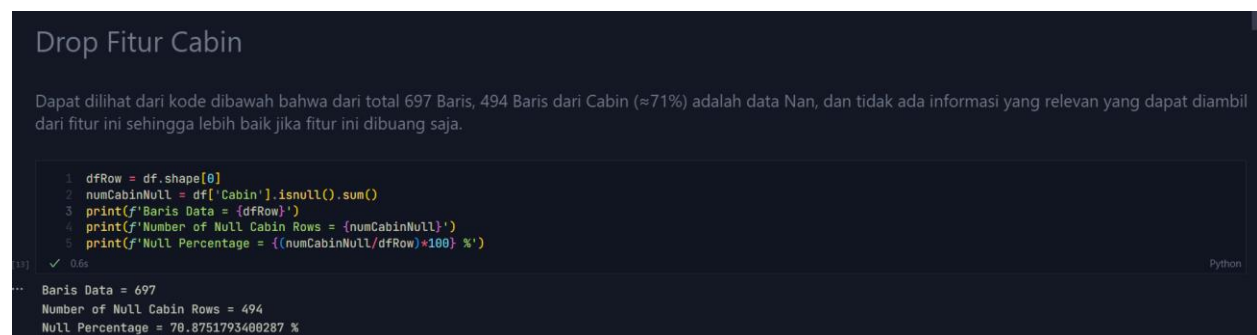 Drop Fitur Cabin
Dapat dilihat dari kode dibawah bahwa dari total 697 Baris, 494 Baris dari Cabin (≈71%) adalah data Nan, dan tidak ada informasi yang relevan yang dapat diambil
dari fitur ini sehingga lebih baik jika fitur ini dibuang saja.
1 dfRow = df.shape[0]
2 numCabinNull = df['Cabin'].isnull().sum()
3 print(f'Baris Data = {dfRow}')
4 print(f'Number of Null Cabin Rows = {numCabinNull}')
5 print(f'Null Percentage = {(numCabinNull/dfRow)*100} %')
[13] ✓ 0.6s Python
... Baris Data = 697
Number of Null Cabin Rows = 494
Null Percentage = 70.8751793400287 %